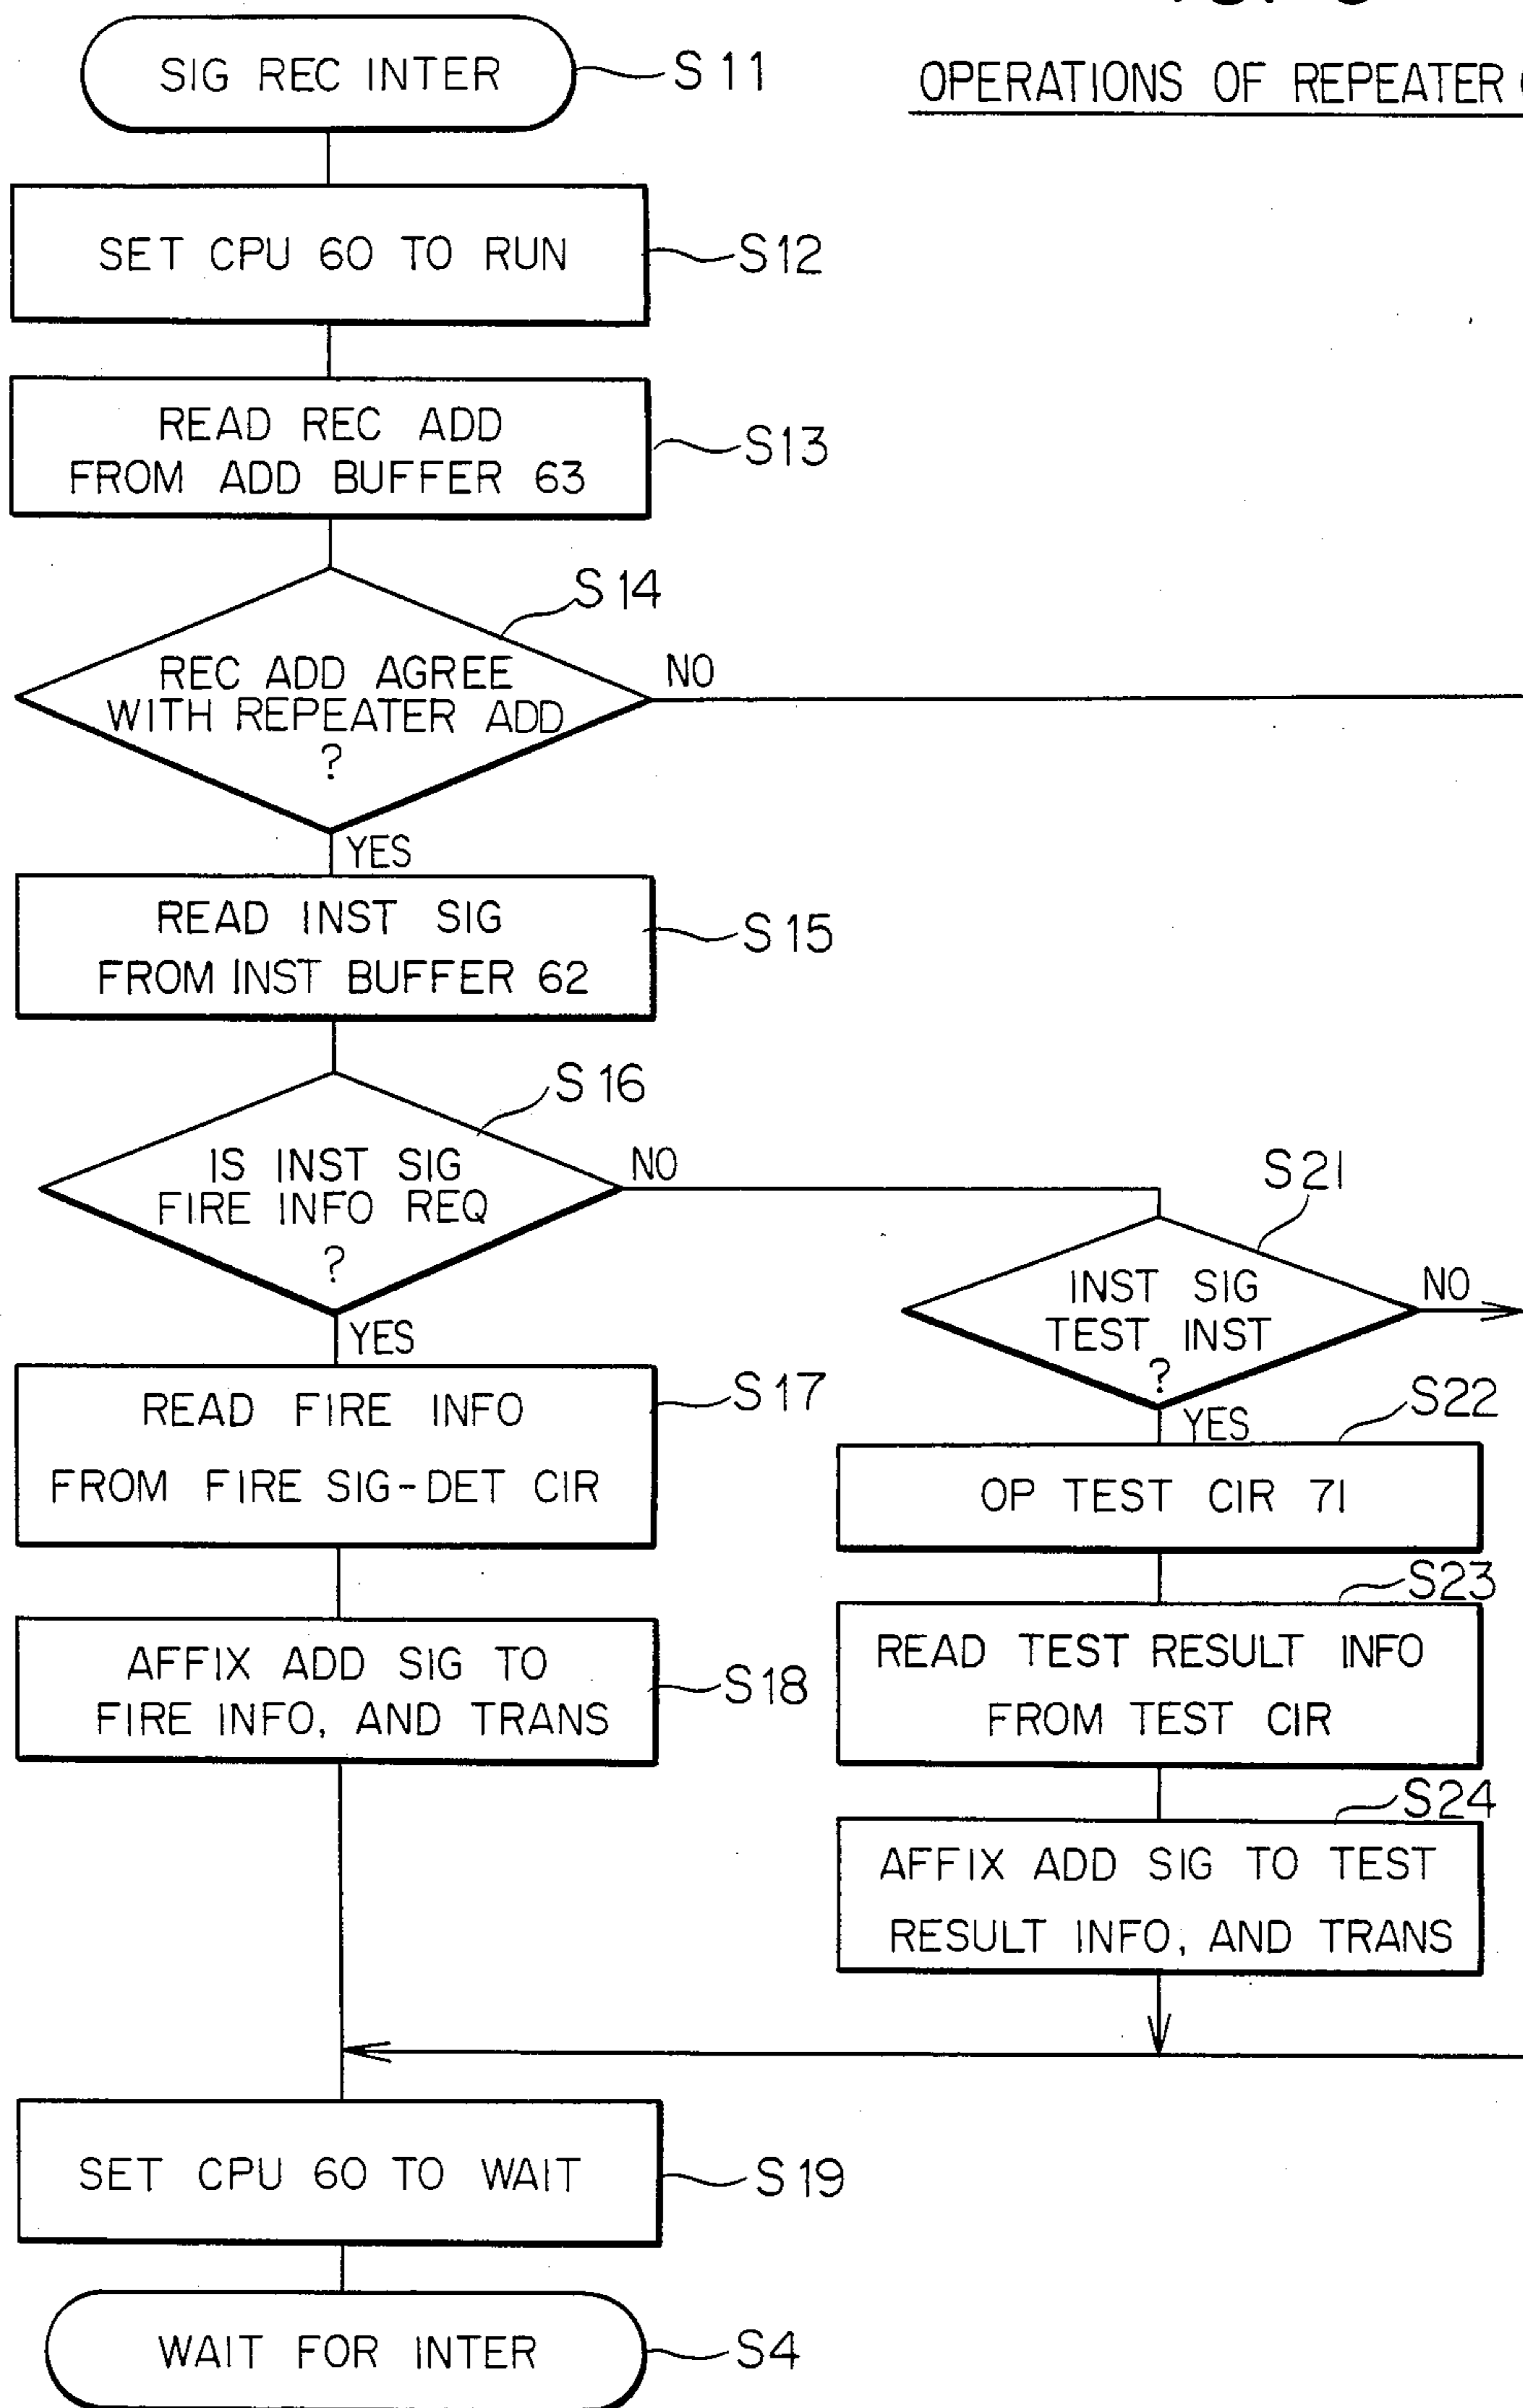 OPERATIONS OF REPEATER
SIG REC INTER
S11
SET CPU 60 TO RUN
S12
READ REC ADD
FROM ADD BUFFER 63
S13
S14
REC ADD AGREE
WITH REPEATER ADD
?
NO
YES
READ INST SIG
FROM INST BUFFER 62
S15
S16
IS INST SIG
FIRE INFO REQ
?
NO
YES
S21
INST SIG
TEST INST
?
NO
YES
READ FIRE INFO
FROM FIRE SIG-DET CIR
S17
S22
OP TEST CIR 71
AFFIX ADD SIG TO
FIRE INFO, AND TRANS
S18
S23
READ TEST RESULT INFO
FROM TEST CIR
S24
AFFIX ADD SIG TO TEST
RESULT INFO, AND TRANS
SET CPU 60 TO WAIT
S19
WAIT FOR INTER
S4